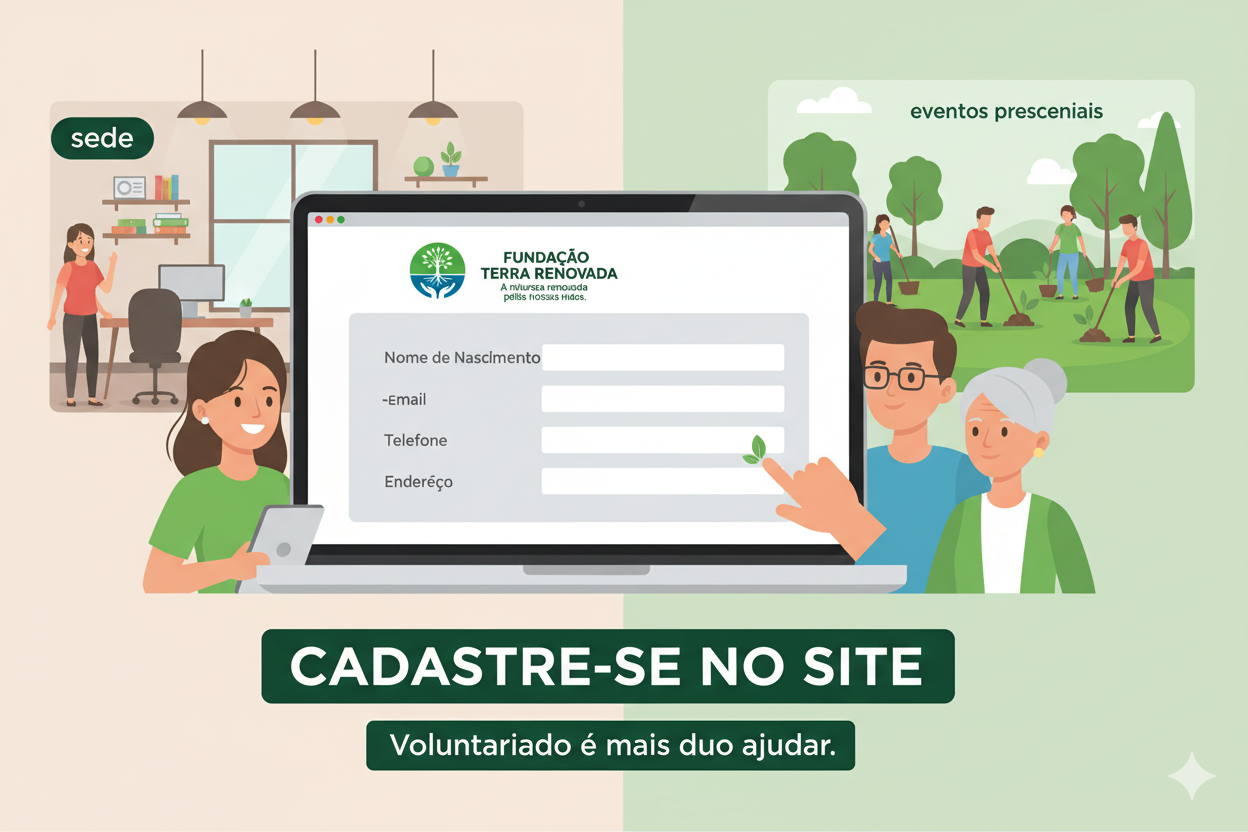 sede
eventos presceniais
FUNDAÇÃO
TERRA RENOVADA
A renouada
Nome de Nascimento
-Email
Telefone
Enderéço
CADASTRE-SE NO SITE
Voluntariado é mais duo ajudar.